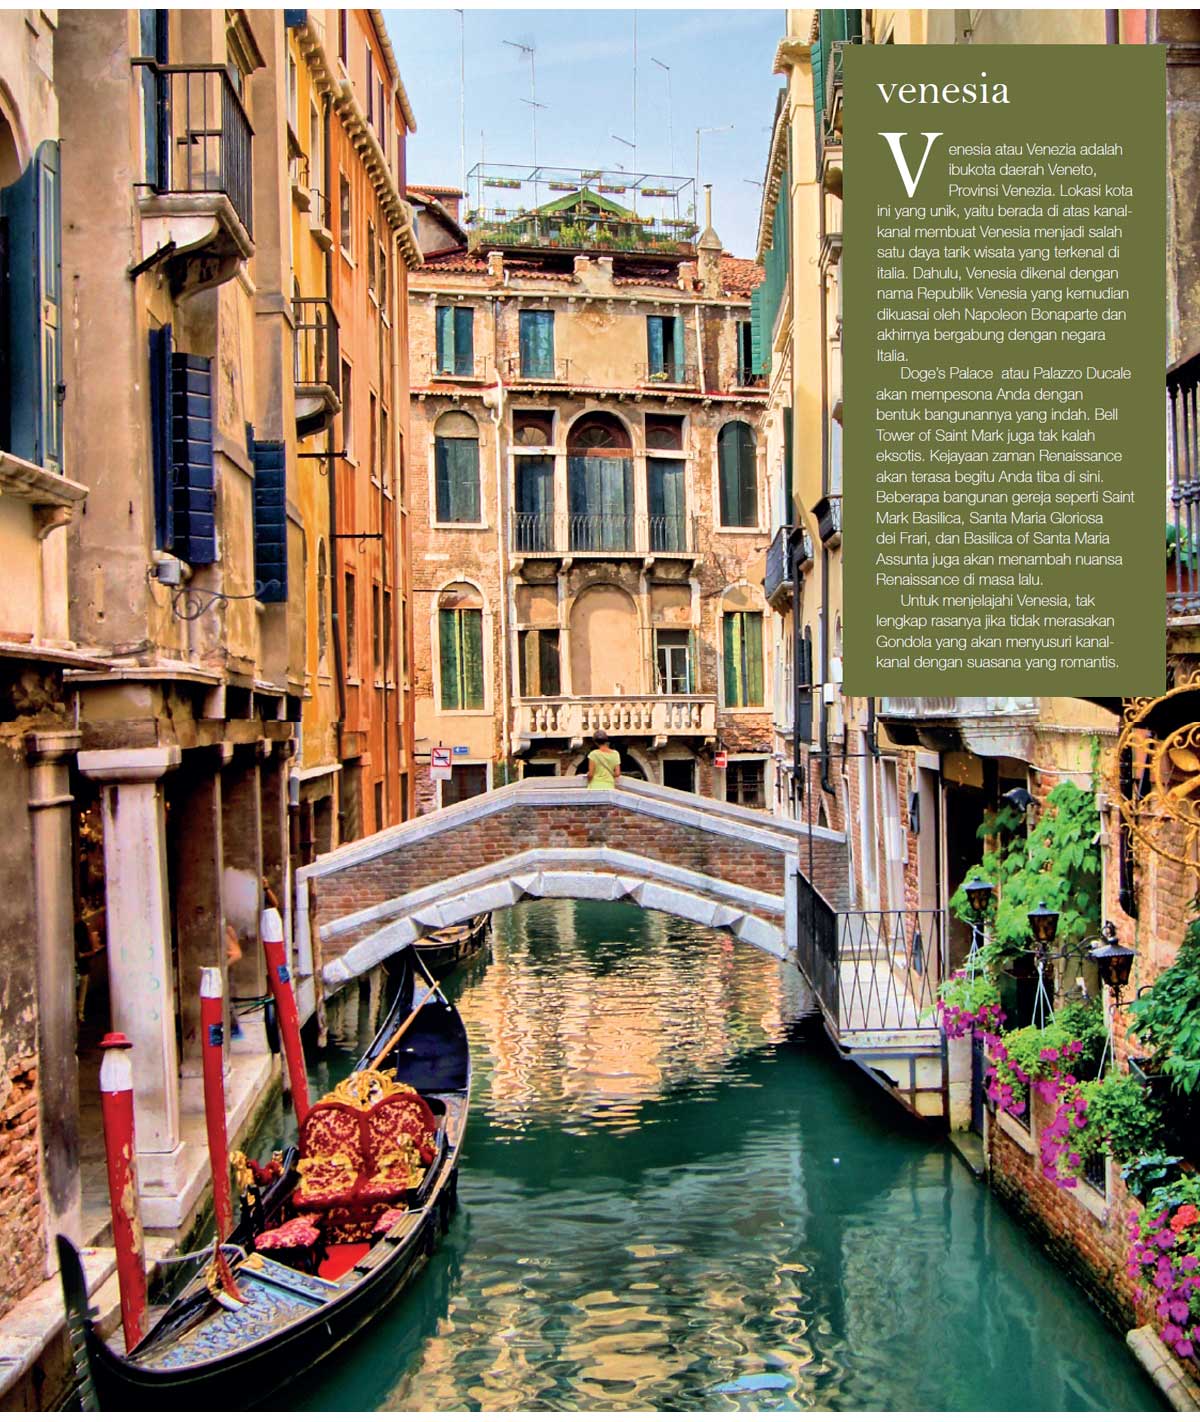 venesia
Venesia atau Venezia adalah
ibukota daerah Veneto,
Provinsi Venezia. Lokasi kota
ini yang unik, yaitu berada di atas kanal-
kanal membuat Venesia menjadi salah
satu daya tarik wisata yang terkenal di
italia. Dahulu, Venesia dikenal dengan
nama Republik Venesia yang kemudian
dikuasai oleh Napoleon Bonaparte dan
akhirnya bergabung dengan negara
Italia.
Doge's Palace atau Palazzo Ducale
akan mempesona Anda dengan
bentuk bangunannya yang indah. Bell
Tower of Saint Mark juga tak kalah
eksotis. Kejayaan zaman Renaissance
akan terasa begitu Anda tiba di sini.
Beberapa bangunan gereja seperti Saint
Mark Basilica, Santa Maria Gloriosa
dei Frari, dan Basilica of Santa Maria
Assunta juga akan menambah nuansa
Renaissance di masa lalu.
Untuk menjelajahi Venesia, tak
lengkap rasanya jika tidak merasakan
Gondola yang akan menyusuri kanal-
kanal dengan suasana yang romantis.